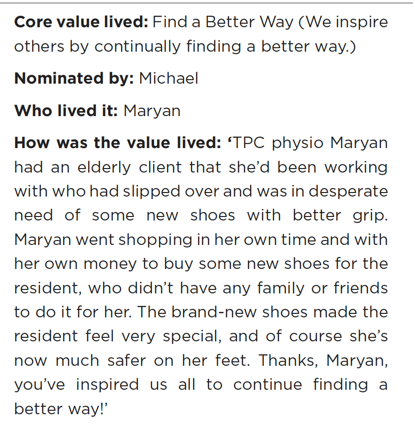 Core value lived: Find a Better Way (We inspire
others by continually finding a better way.)
Nominated by: Michael
Who lived it: Maryan
How was the value lived: ‘TPC physio Maryan
had an elderly client that she’d been working
with who had slipped over and was in desperate
need of some new shoes with better grip.
Maryan went shopping in her own time and with
her own money to buy some new shoes for the
resident, who didn’t have any family or friends
to do it for her. The brand-new shoes made the
resident feel very special, and of course she’s
now much safer on her feet. Thanks, Maryan,
you’ve inspired us all to continue finding a
better way!’